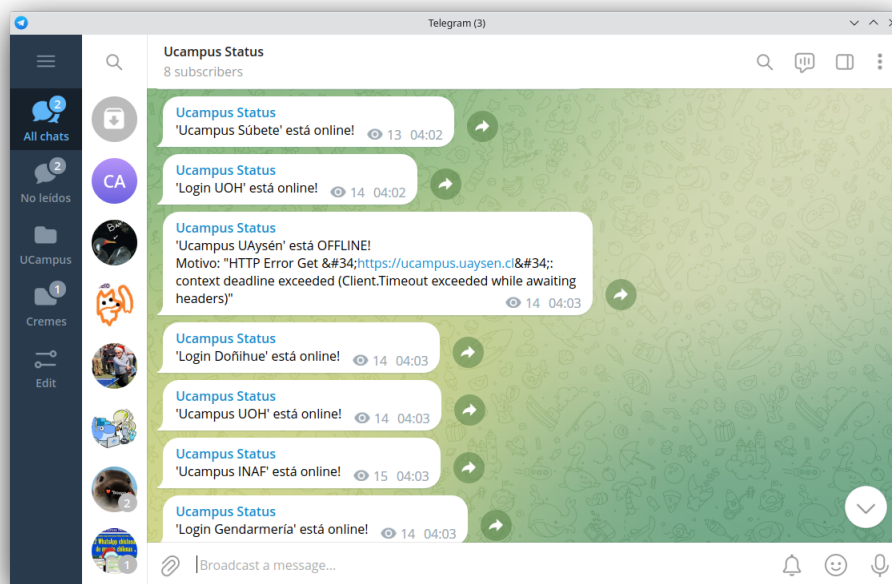 Telegram (3)
Ucampus Status
8 subscribers
2
All chats
2
No leídos
UCampus
1
Cremes
Edit
CA
2
1
Ucampus Status
'Ucampus Súbete' está online! 13 04:02
Ucampus Status
'Login UOH' está online! 14 04:02
Ucampus Status
'Ucampus UAysén' está OFFLINE!
Motivo: "HTTP Error Get &#34;https://ucampus.uaysen.cl&#34;:
context deadline exceeded (Client.Timeout exceeded while awaiting
headers)" 14 04:03
Ucampus Status
'Login Doñihue' está online! 14 04:03
Ucampus Status
'Ucampus UOH' está online! 14 04:03
Ucampus Status
'Ucampus INAF' está online! 15 04:03
Ucampus Status
'Login Gendarmería' está online! 14 04:03
Broadcast a message...